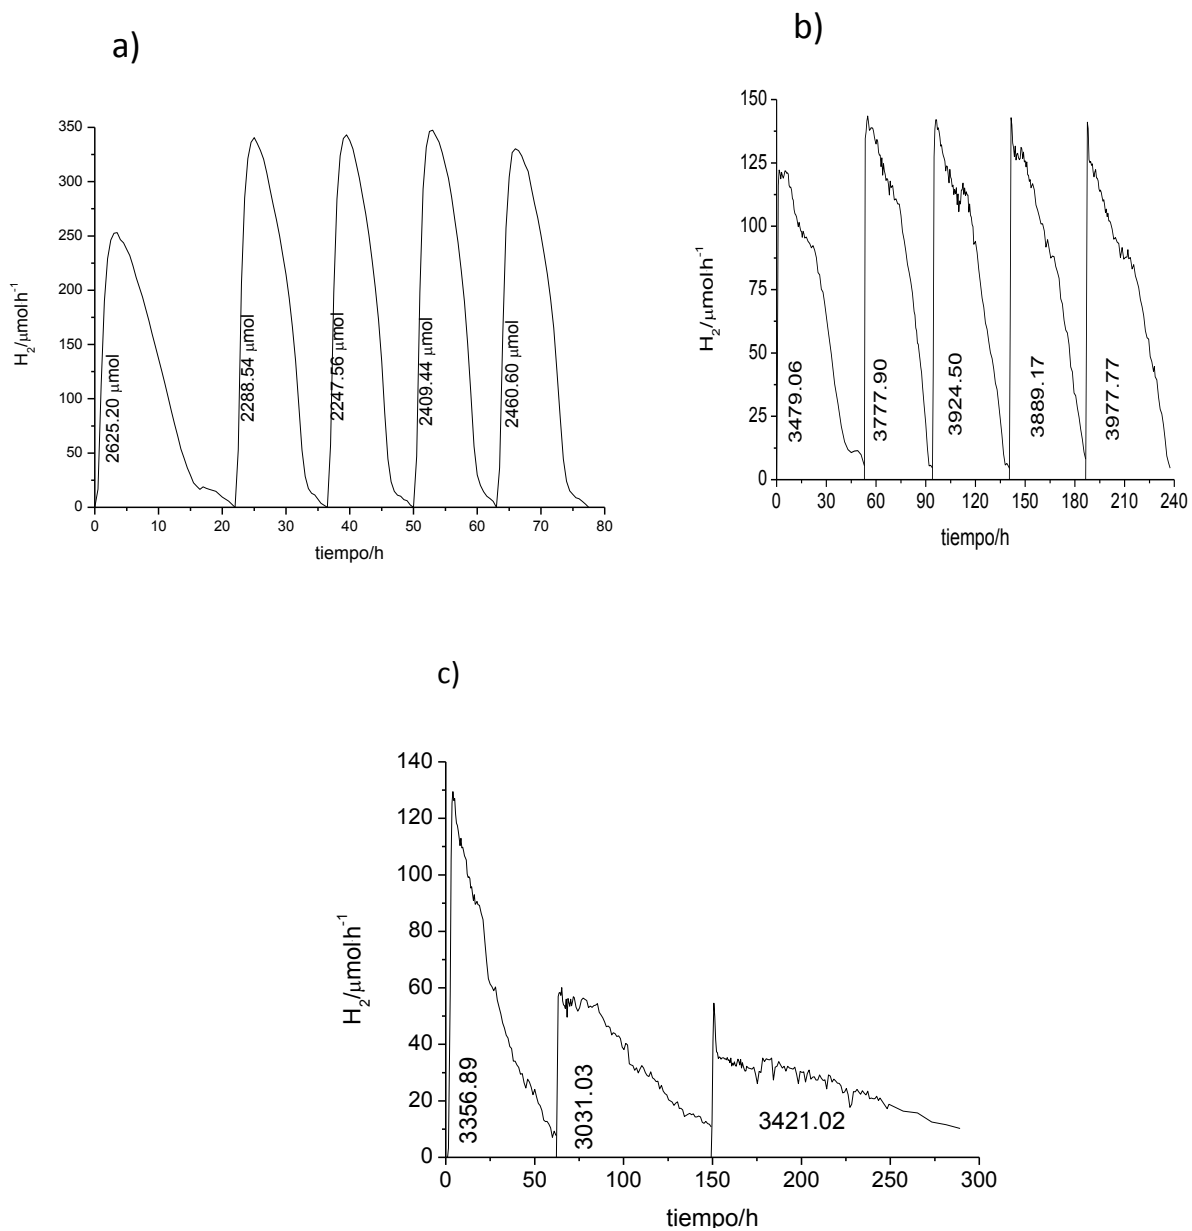 a)
350
300
250
200
150
100
50
0
H₂/μmolh⁻¹
2625.20 μmol
2288.54 μmol
2247.56 μmol
2409.44 μmol
2460.60 μmol
0 10 20 30 40 50 60 70 80
tiempo/h
b)
150
125
100
75
50
25
0
H₂/μmolh⁻¹
3479.06
3777.90
3924.50
3889.17
3977.77
0 30 60 90 120 150 180 210 240
tiempo/h
c)
140
120
100
80
60
40
20
0
H₂/μmolh⁻¹
3356.89
3031.03
3421.02
0 50 100 150 200 250 300
tiempo/h